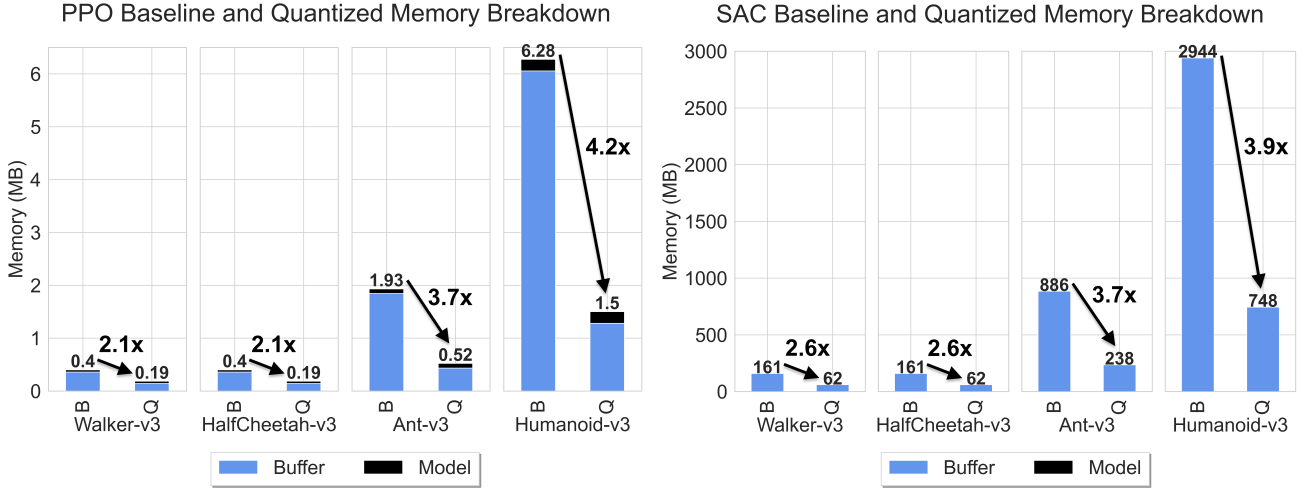 PPO Baseline and Quantized Memory Breakdown
Memory (MB)
6
5
4
3
2
1
0
0.4
2.1x
0.19
B
Q
Walker-v3
0.4
2.1x
0.19
B
Q
HalfCheetah-v3
1.93
3.7x
0.52
B
Q
Ant-v3
6.28
4.2x
1.5
B
Q
Humanoid-v3
Buffer Model
SAC Baseline and Quantized Memory Breakdown
Memory (MB)
3000
2500
2000
1500
1000
500
0
161
2.6x
62
B
Q
Walker-v3
161
2.6x
62
B
Q
HalfCheetah-v3
886
3.7x
238
B
Q
Ant-v3
2944
3.9x
748
B
Q
Humanoid-v3
Buffer Model